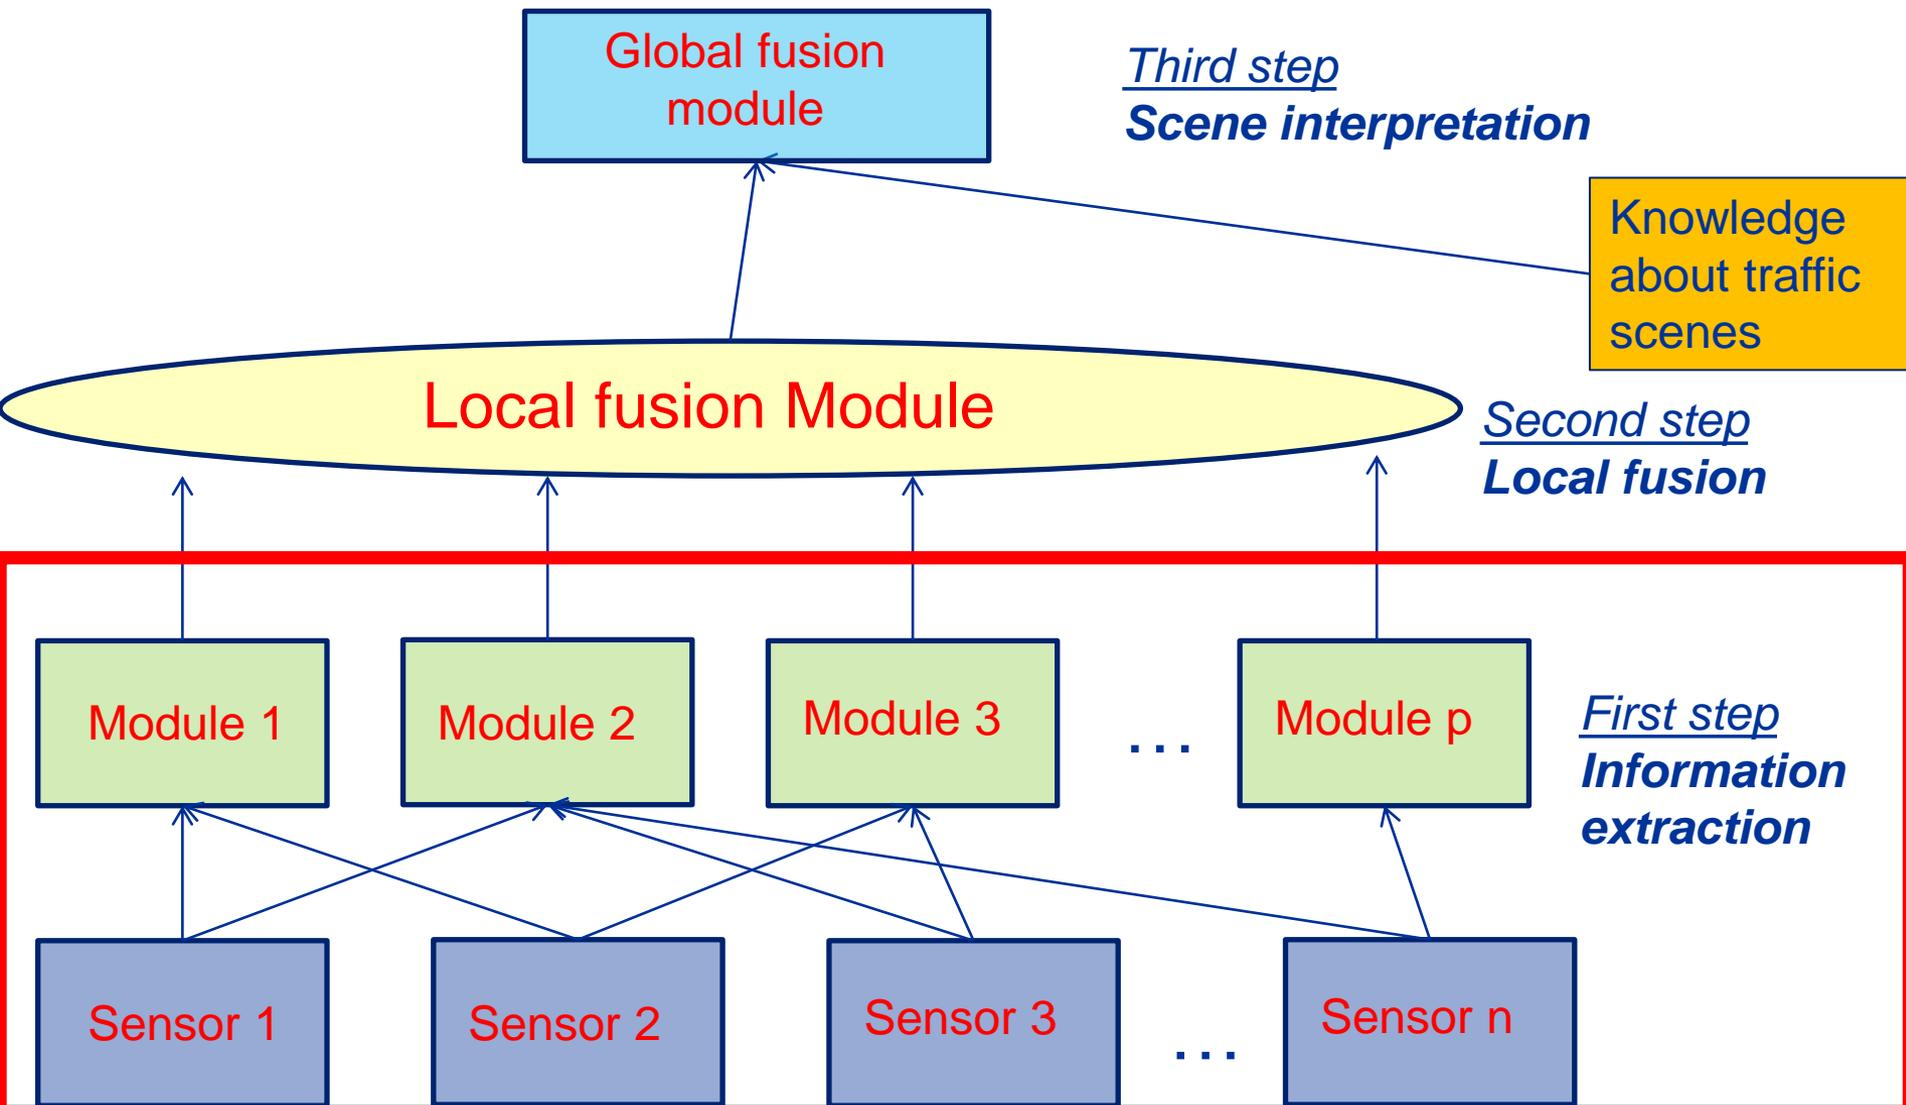 Global fusion
module
Third step
Scene interpretation
Knowledge
about traffic
scenes
Local fusion Module
Second step
Local fusion
Module 1
Module 2
Module 3
...
Module p
First step
Information
extraction
Sensor 1
Sensor 2
Sensor 3
...
Sensor n